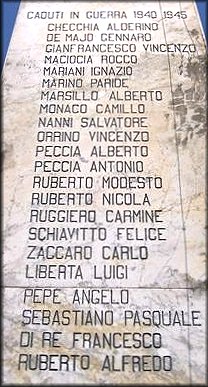 CADUTI IN GUERRA 1940 1945
CHECCHIA ALDERINO
DE MAJO GENNARO
GIANFRANCESCO VINCENZO
MACIOCIA ROCCO
MARIANI IGNAZIO
MARINO PARIDE
MARSILLO ALBERTO
MONACO CAMILLO
NANNI SALVATORE
ORRINO VINCENZO
PECCIA ALBERTO
PECCIA ANTONIO
RUBERTO MODESTO
RUBERTO NICOLA
RUGGIERO CARMINE
SCHIAVITTO FELICE
ZACCARO CARLO
LIBERTA LUIGI
PEPE ANGELO
SEBASTIANO PASQUALE
DI RE FRANCESCO
RUBERTO ALFREDO